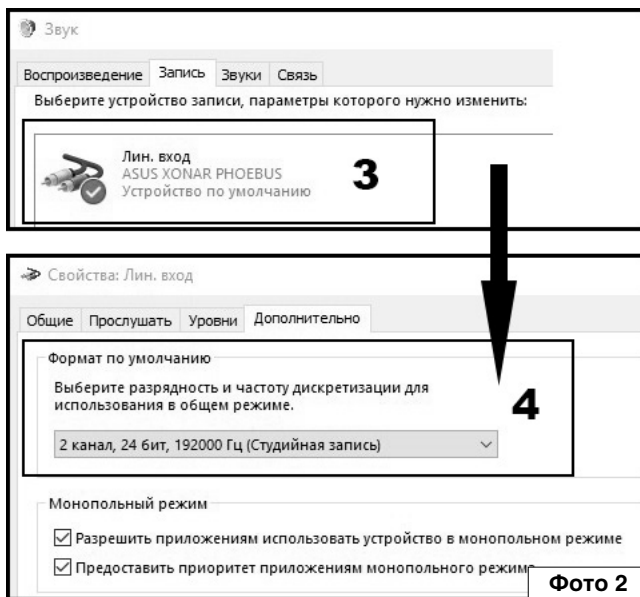 Звук
Воспроизведение Запись Звуки Связь
Выберите устройство записи, параметры которого нужно изменить:
Лин. вход
ASUS XONAR PHOEBUS
Устройство по умолчанию
3
Свойства: Лин. вход
Общие Прослушать Уровни Дополнительно
Формат по умолчанию
Выберите разрядность и частоту дискретизации для
использования в общем режиме.
4
2 канал, 24 бит, 192000 Гц (Студийная запись)
Монопольный режим
Разрешить приложениям использовать устройство в монопольном режиме
Предоставить приоритет приложениям монопольного режима
Фото 2